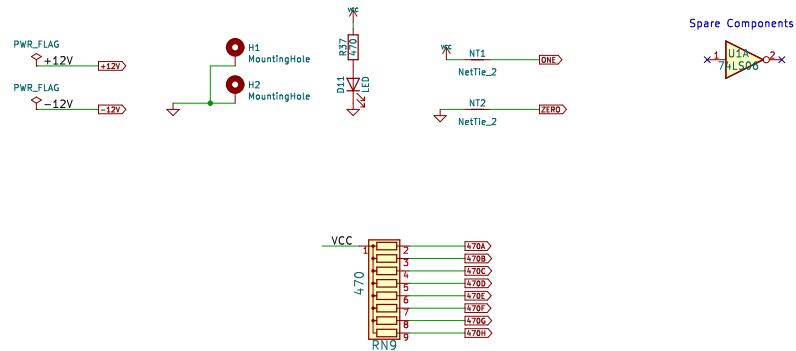 Spare Components
PWR_FLAG
+12V
+12V
PWR_FLAG
-12V
-12V
H1
MountingHole
H2
MountingHole
VCC
R37
470
D11
LED
VCC
NT1
NetTie_2
ONE
NT2
NetTie_2
ZERO
U1A
74LS06
1
2
VCC
1
470
RN9
2
470A
3
470B
4
470C
5
470D
6
470E
7
470F
8
470G
9
470H